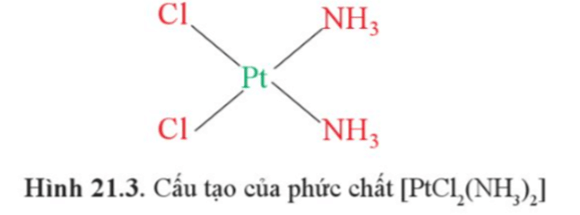 Cl NH₃
Pt
Cl NH₃
Hình 21.3. Cấu tạo của phức chất [PtCl₂(NH₃)₂]